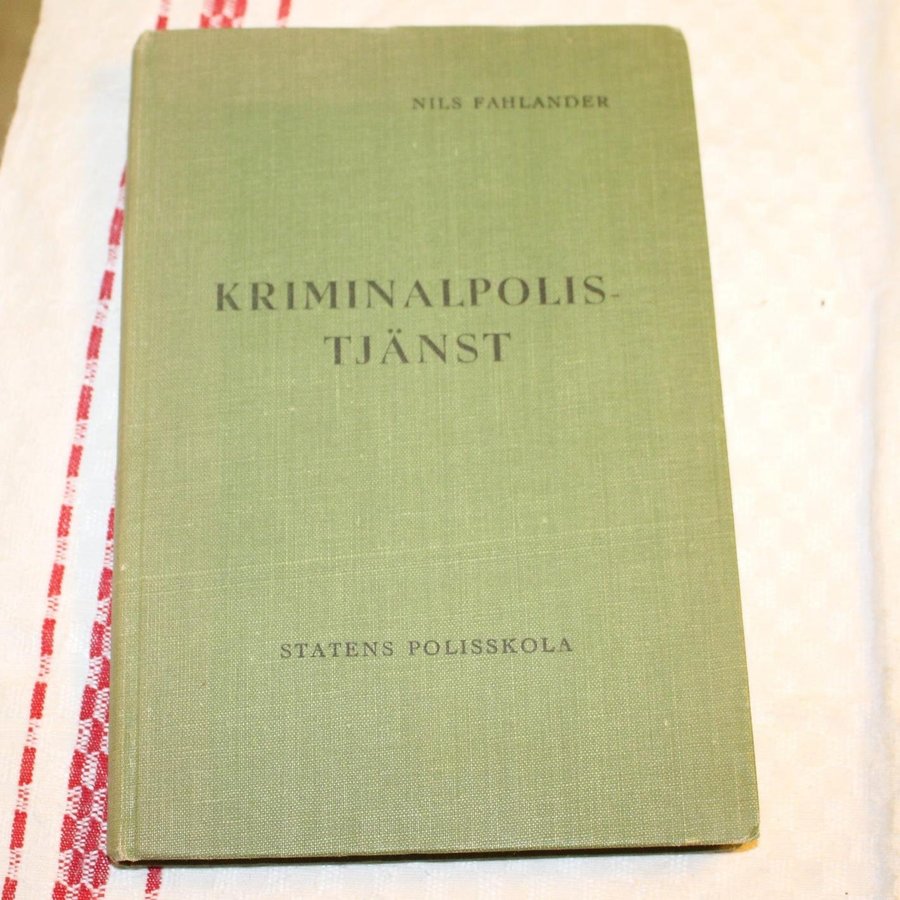 NILS FAHLANDER
KRIMINALPOLIS-
TJÄNST
STATENS POLISSKOLA